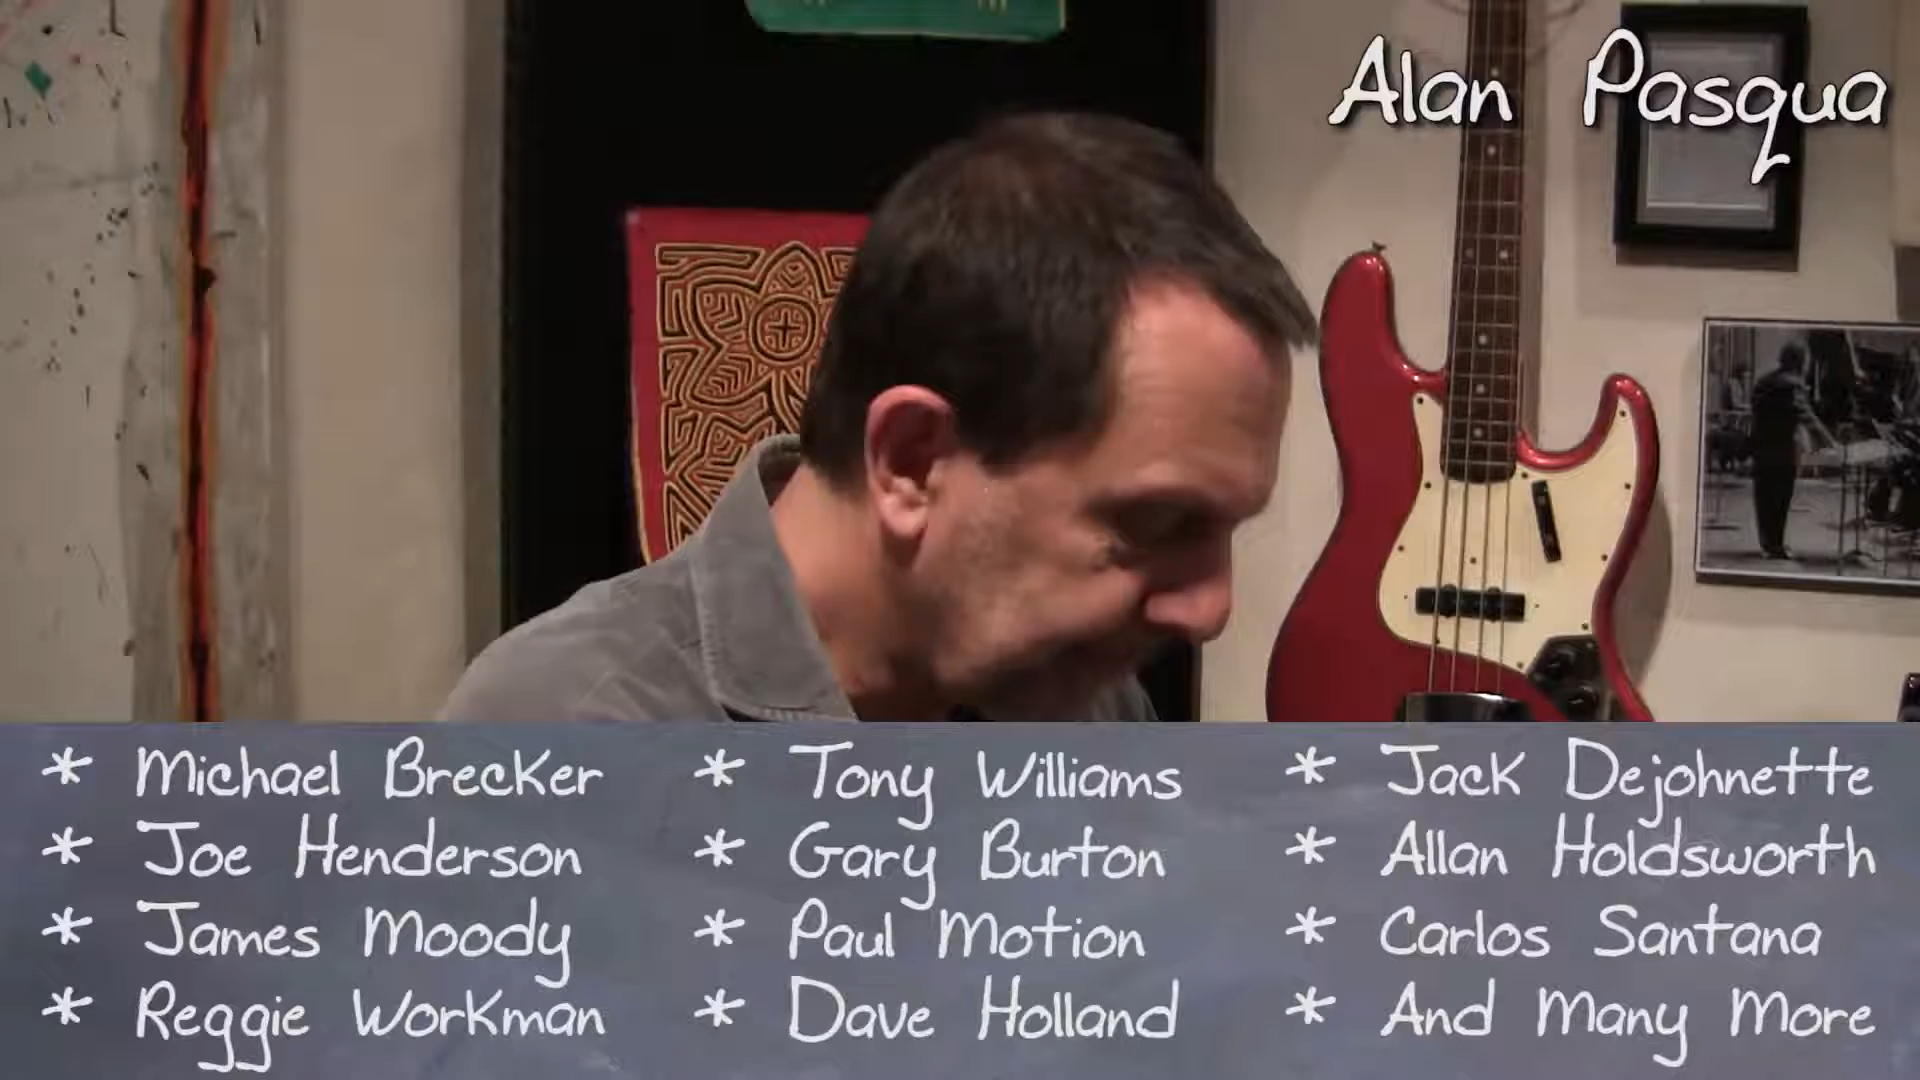 Alan Pasqua
* Michael Brecker
* Joe Henderson
* James Moody
* Reggie Workman
* Tony Williams
* Gary Burton
* Paul Motion
* Dave Holland
* Jack Dejohnette
* Allan Holdsworth
* Carlos Santana
* And Many More